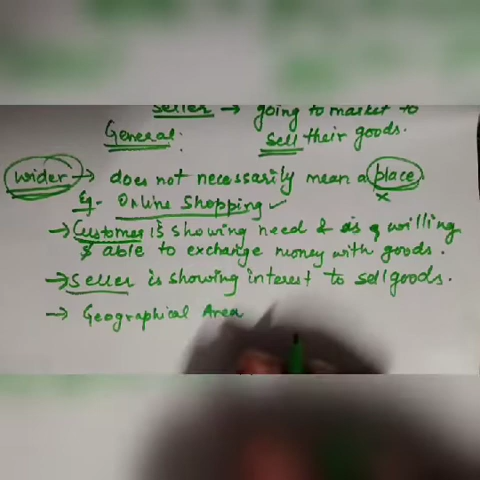 seller → going to market to
General: sell their goods.
wider → does not necessarily mean a place
Eg. Online Shopping ✓ ×
→ Customer is showing need & is willing
& able to exchange money with goods.
→ Seller is showing interest to sell goods.
→ Geographical Area